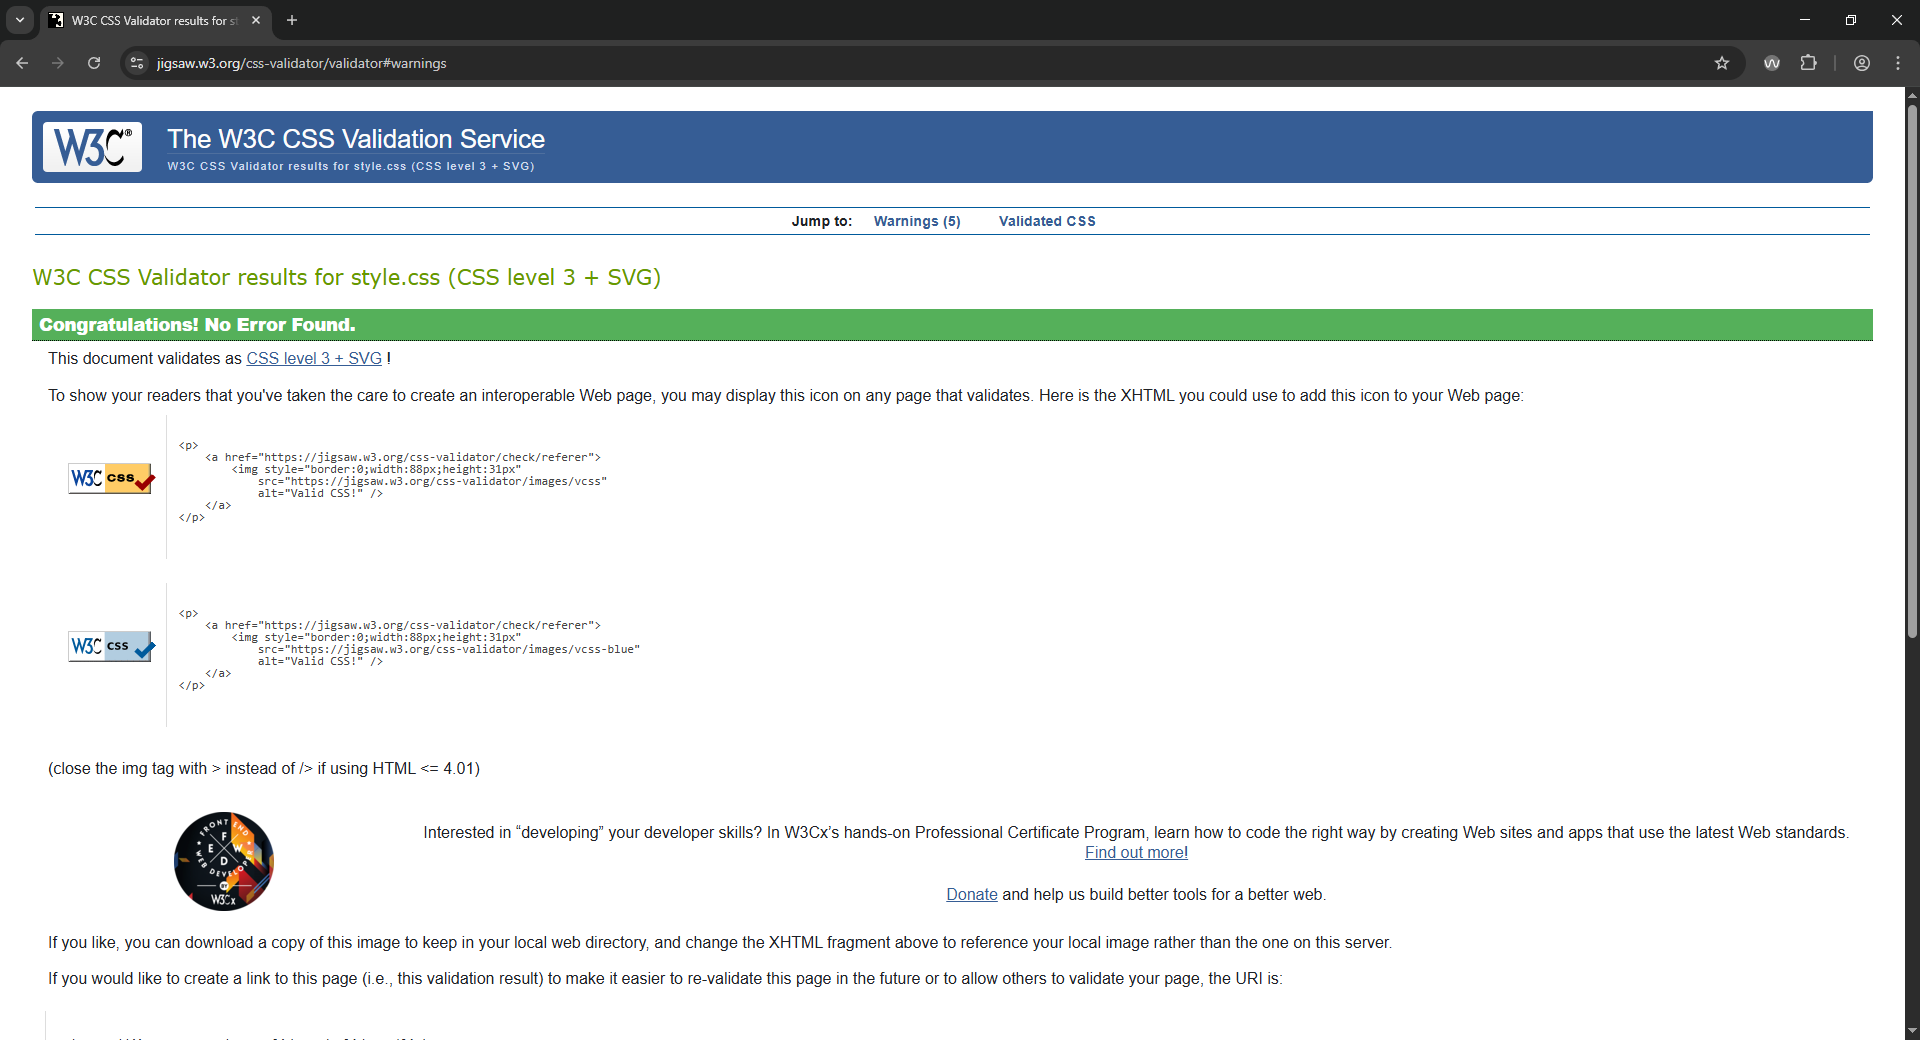 W3C CSS Validator results for st
jigsaw.w3.org/css-validator/validator#warnings
W3C®
The W3C CSS Validation Service
W3C CSS Validator results for style.css (CSS level 3 + SVG)
Jump to: Warnings (5) Validated CSS
W3C CSS Validator results for style.css (CSS level 3 + SVG)
Congratulations! No Error Found.
This document validates as CSS level 3 + SVG !
To show your readers that you've taken the care to create an interoperable Web page, you may display this icon on any page that validates. Here is the XHTML you could use to add this icon to your Web page:
W3C css
<p>
<a href="https://jigsaw.w3.org/css-validator/check/referer">
<img style="border:0;width:88px;height:31px"
src="https://jigsaw.w3.org/css-validator/images/vcss"
alt="Valid CSS!" />
</a>
</p>
W3C css
<p>
<a href="https://jigsaw.w3.org/css-validator/check/referer">
<img style="border:0;width:88px;height:31px"
src="https://jigsaw.w3.org/css-validator/images/vcss-blue"
alt="Valid CSS!" />
</a>
</p>
(close the img tag with > instead of /> if using HTML <= 4.01)
FRONT END
F
E W
D
WEB DEVELOPER
W3Cx
Interested in “developing” your developer skills? In W3Cx’s hands-on Professional Certificate Program, learn how to code the right way by creating Web sites and apps that use the latest Web standards.
Find out more!
Donate and help us build better tools for a better web.
If you like, you can download a copy of this image to keep in your local web directory, and change the XHTML fragment above to reference your local image rather than the one on this server.
If you would like to create a link to this page (i.e., this validation result) to make it easier to re-validate this page in the future or to allow others to validate your page, the URI is: